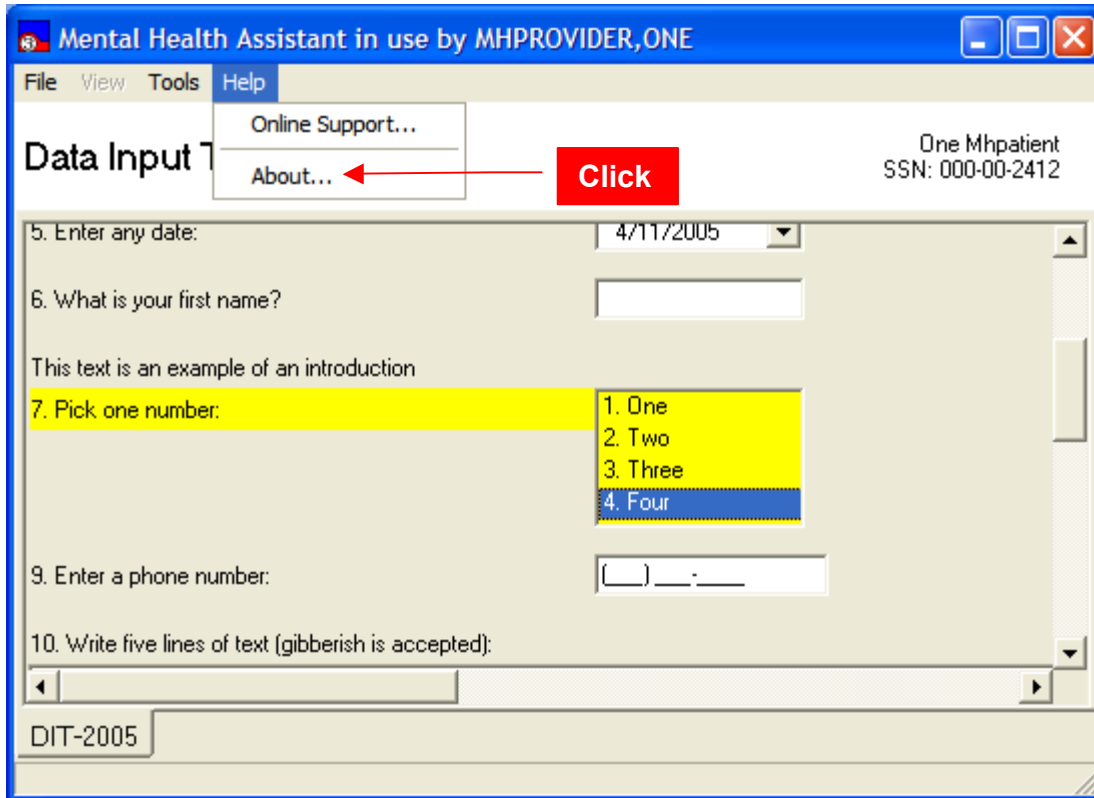 Mental Health Assistant in use by MHPROVIDER,ONE
File View Tools Help
Online Support...
About...
Click
Data Input T
One Mhpatient
SSN: 000-00-2412
5. Enter any date: 4/11/2005
6. What is your first name?
This text is an example of an introduction
7. Pick one number:
1. One
2. Two
3. Three
4. Four
9. Enter a phone number: (___) ___-____
10. Write five lines of text (gibberish is accepted):
DIT-2005